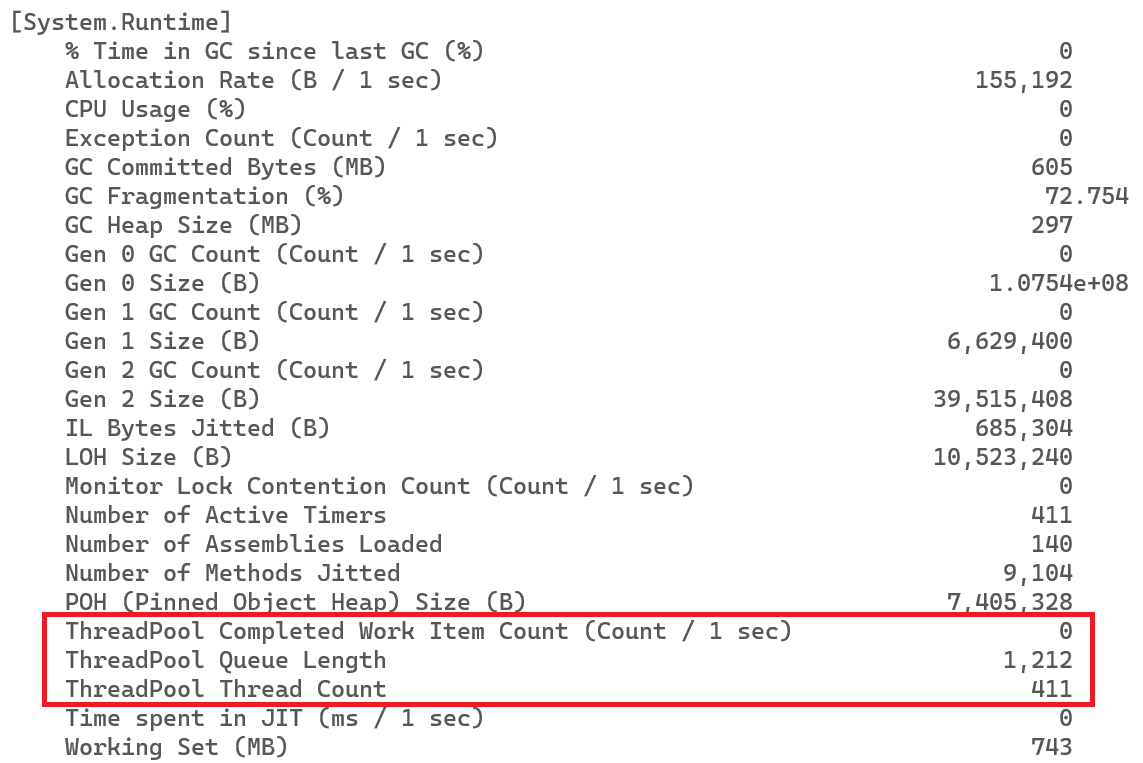 [System.Runtime]
% Time in GC since last GC (%) 0
Allocation Rate (B / 1 sec) 155,192
CPU Usage (%) 0
Exception Count (Count / 1 sec) 0
GC Committed Bytes (MB) 605
GC Fragmentation (%) 72.754
GC Heap Size (MB) 297
Gen 0 GC Count (Count / 1 sec) 0
Gen 0 Size (B) 1.0754e+08
Gen 1 GC Count (Count / 1 sec) 0
Gen 1 Size (B) 6,629,400
Gen 2 GC Count (Count / 1 sec) 0
Gen 2 Size (B) 39,515,408
IL Bytes Jitted (B) 685,304
LOH Size (B) 10,523,240
Monitor Lock Contention Count (Count / 1 sec) 0
Number of Active Timers 411
Number of Assemblies Loaded 140
Number of Methods Jitted 9,104
POH (Pinned Object Heap) Size (B) 7,405,328
ThreadPool Completed Work Item Count (Count / 1 sec) 0
ThreadPool Queue Length 1,212
ThreadPool Thread Count 411
Time spent in JIT (ms / 1 sec) 0
Working Set (MB) 743